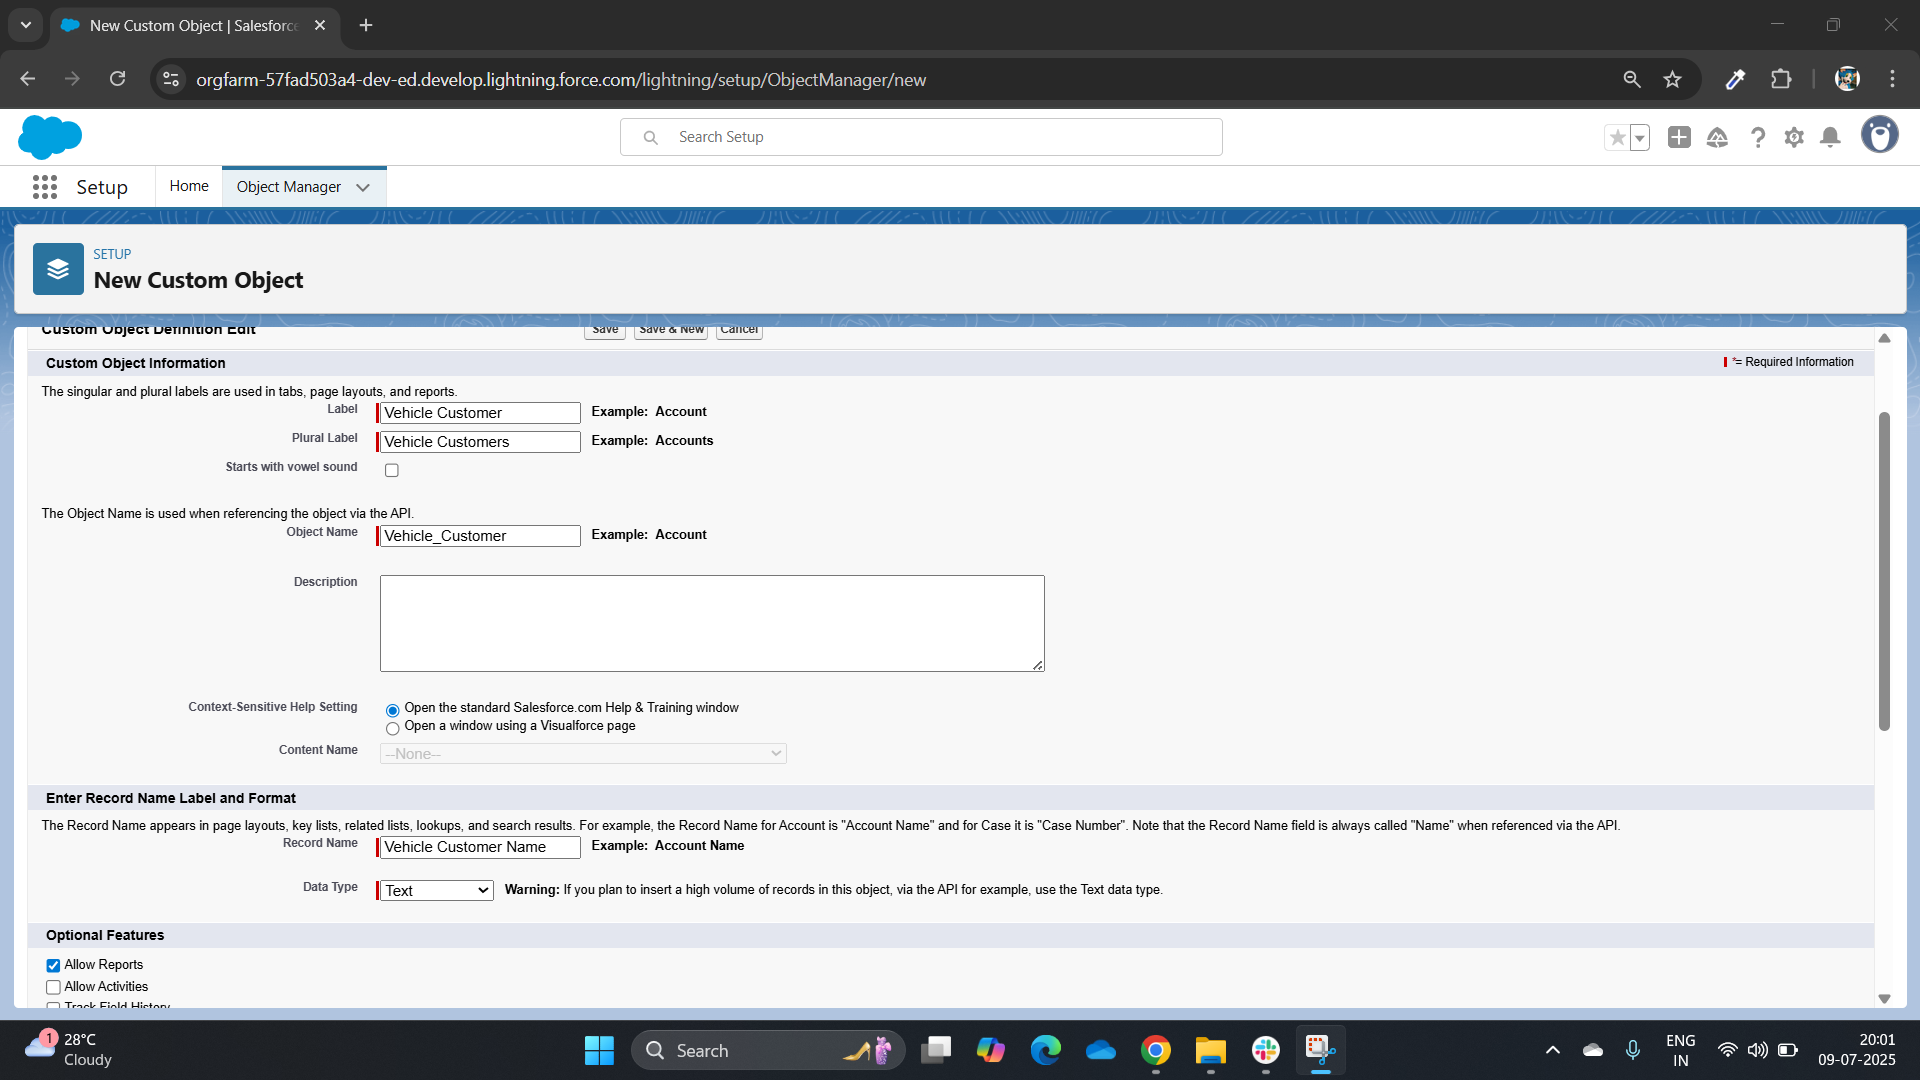 New Custom Object | Salesforce
orgfarm-57fad503a4-dev-ed.develop.lightning.force.com/lightning/setup/ObjectManager/new
Search Setup
Setup
Home
Object Manager
SETUP
New Custom Object
Custom Object Definition Edit
Save
Save & New
Cancel
Custom Object Information
*= Required Information
The singular and plural labels are used in tabs, page layouts, and reports.
Label
Vehicle Customer
Example: Account
Plural Label
Vehicle Customers
Example: Accounts
Starts with vowel sound
The Object Name is used when referencing the object via the API.
Object Name
Vehicle_Customer
Example: Account
Description
Context-Sensitive Help Setting
Open the standard Salesforce.com Help & Training window
Open a window using a Visualforce page
Content Name
--None--
Enter Record Name Label and Format
The Record Name appears in page layouts, key lists, related lists, lookups, and search results. For example, the Record Name for Account is "Account Name" and for Case it is "Case Number". Note that the Record Name field is always called "Name" when referenced via the API.
Record Name
Vehicle Customer Name
Example: Account Name
Data Type
Text
Warning: If you plan to insert a high volume of records in this object, via the API for example, use the Text data type.
Optional Features
Allow Reports
Allow Activities
Track Field History
1
28°C
Cloudy
Search
ENG
IN
20:01
09-07-2025